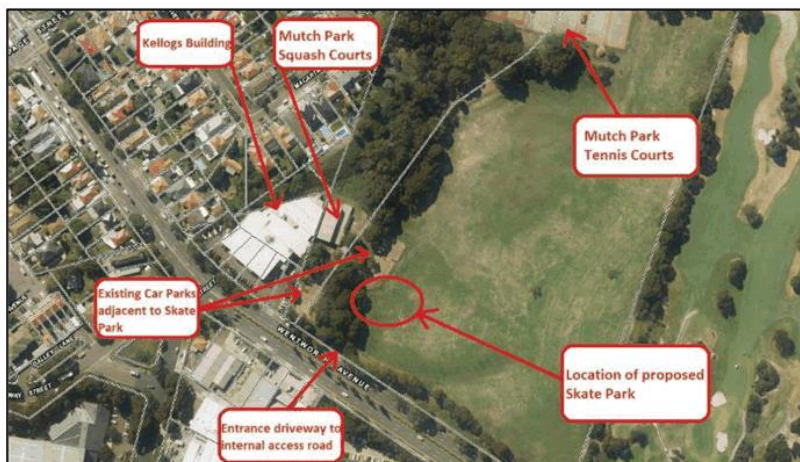 Kellogs Building
Mutch Park
Squash Courts
Mutch Park
Tennis Courts
Existing Car Parks
adjacent to Skate
Park
STREET
WENTWORTH AVENUE
Location of proposed
Skate Park
Entrance driveway to
internal access road